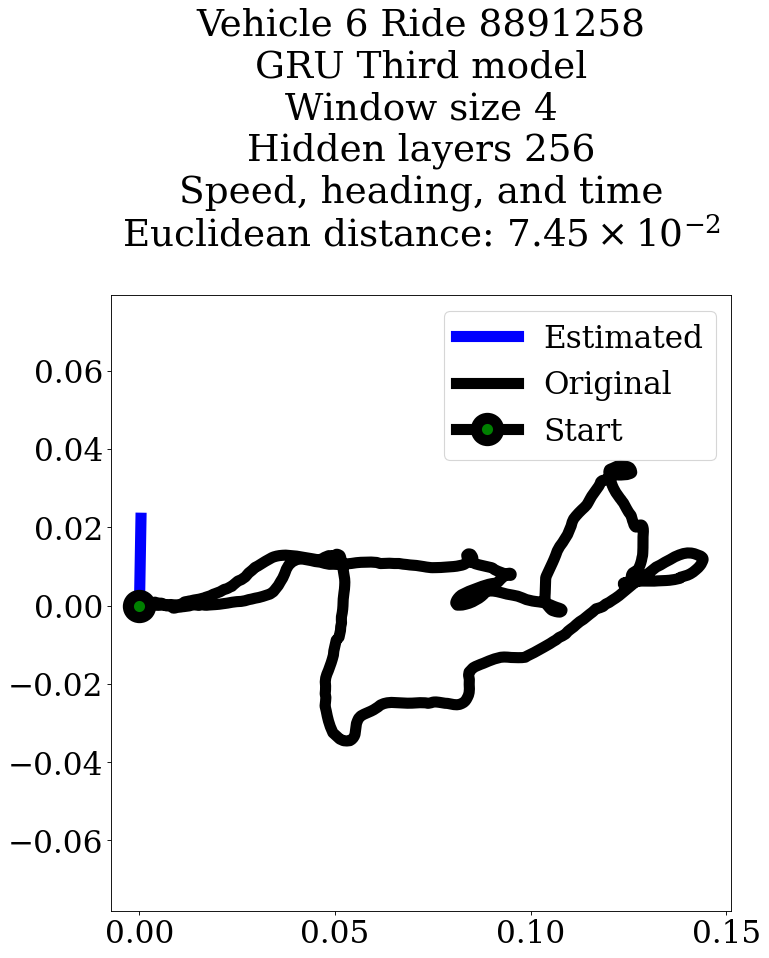 Vehicle 6 Ride 8891258
GRU Third model
Window size 4
Hidden layers 256
Speed, heading, and time
Euclidean distance: 7.45 × 10⁻²
Estimated
Original
Start
0.06
0.04
0.02
0.00
−0.02
−0.04
−0.06
0.00 0.05 0.10 0.15